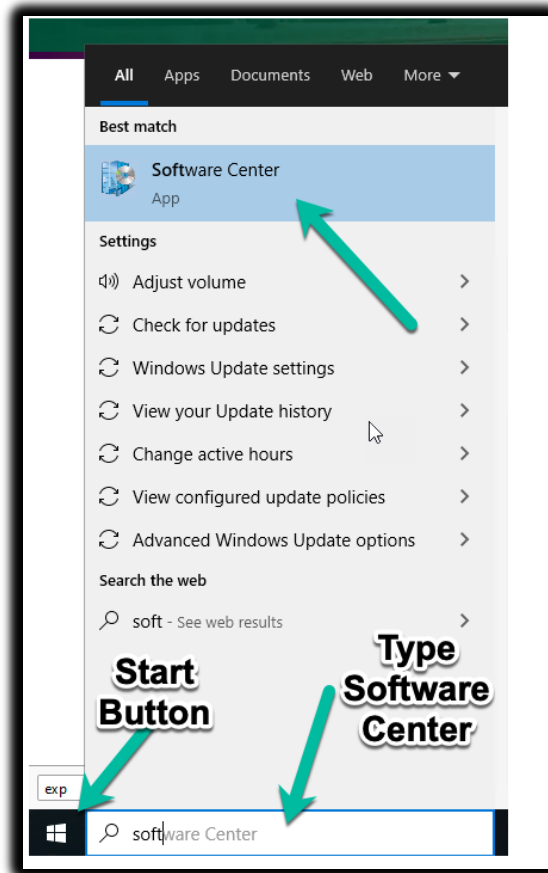 All Apps Documents Web More
Best match
Software Center
App
Settings
Adjust volume
Check for updates
Windows Update settings
View your Update history
Change active hours
View configured update policies
Advanced Windows Update options
Search the web
soft - See web results
Start
Button
Type
Software
Center
exp
software Center